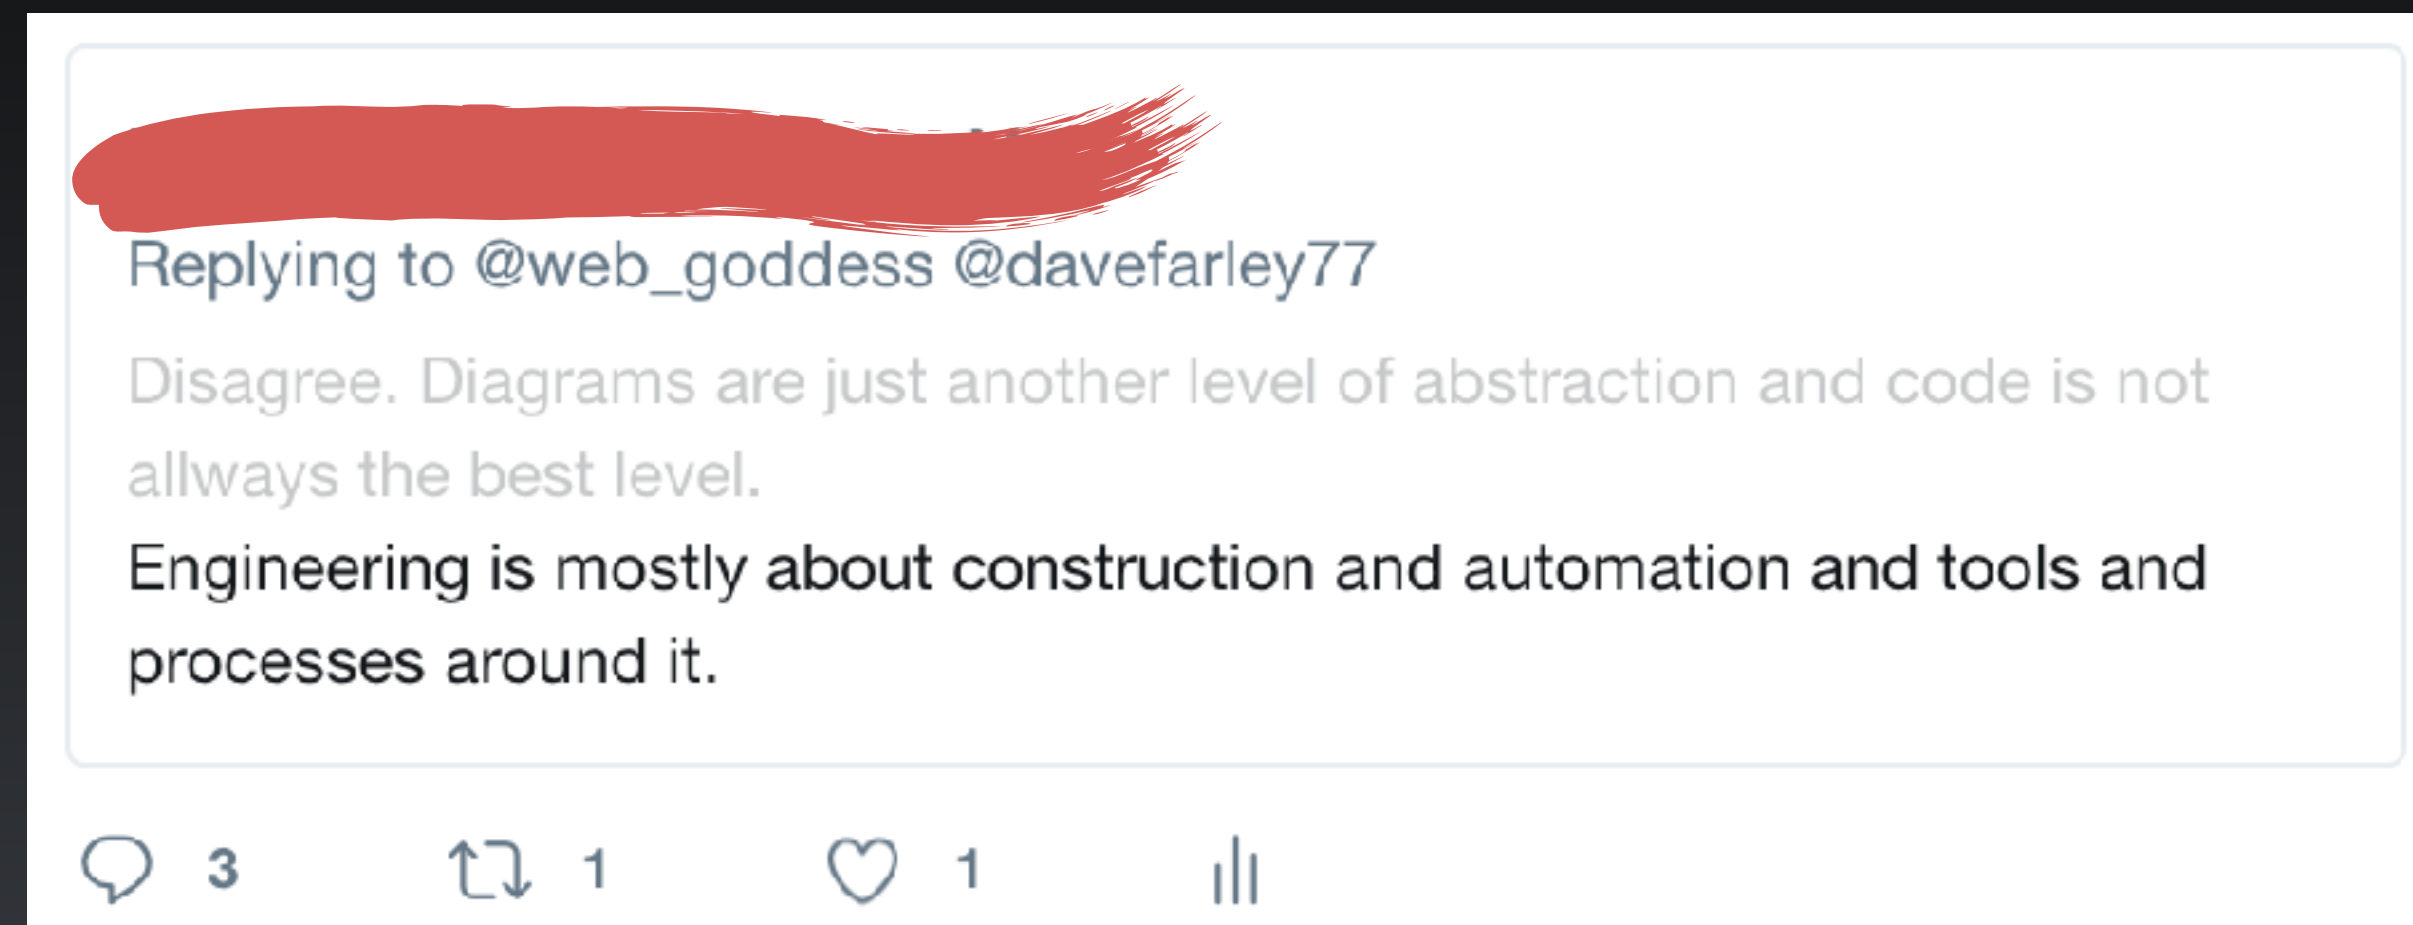 Replying to @web_goddess @davefarley77
Disagree. Diagrams are just another level of abstraction and code is not
allways the best level.
Engineering is mostly about construction and automation and tools and
processes around it.
3 1 1